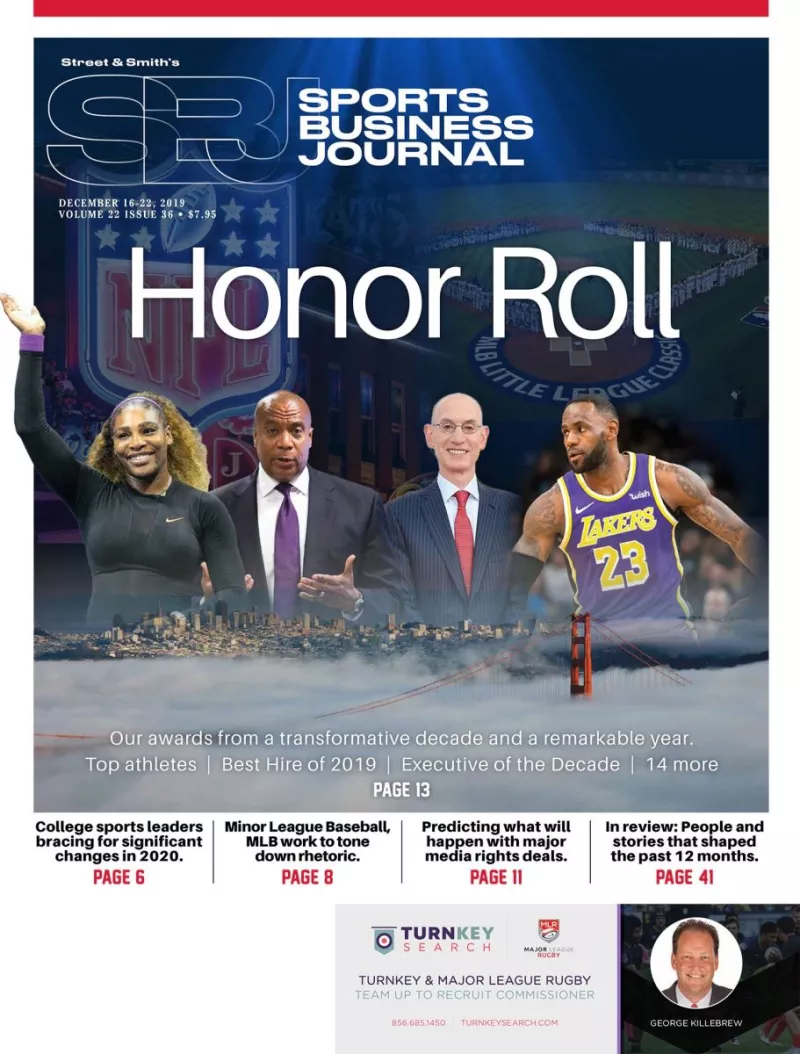 Street & Smith's
SBJ
SPORTS
BUSINESS
JOURNAL
DECEMBER 16-22, 2019
VOLUME 22 ISSUE 36 • $7.95
Honor Roll
NFL
MLB LITTLE LEAGUE CLASSIC
J
wish
LAKERS
23
Our awards from a transformative decade and a remarkable year.
Top athletes | Best Hire of 2019 | Executive of the Decade | 14 more
PAGE 13
College sports leaders
bracing for significant
changes in 2020.
PAGE 6
Minor League Baseball,
MLB work to tone
down rhetoric.
PAGE 8
Predicting what will
happen with major
media rights deals.
PAGE 11
In review: People and
stories that shaped
the past 12 months.
PAGE 41
TURNKEY
SEARCH
MLR
MAJOR LEAGUE
RUGBY
TURNKEY & MAJOR LEAGUE RUGBY
TEAM UP TO RECRUIT COMMISSIONER
856.685.1450 | TURNKEYSEARCH.COM
GEORGE KILLEBREW